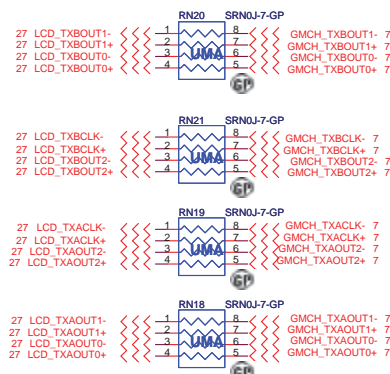 RN20 SRN0J-7-GP
27 LCD_TXBOUT1- 1 8 GMCH_TXBOUT1- 7
27 LCD_TXBOUT1+ 2 7 GMCH_TXBOUT1+ 7
27 LCD_TXBOUT0- 3 6 GMCH_TXBOUT0- 7
27 LCD_TXBOUT0+ 4 5 GMCH_TXBOUT0+ 7
UMA
GP
RN21 SRN0J-7-GP
27 LCD_TXBCLK- 1 8 GMCH_TXBCLK- 7
27 LCD_TXBCLK+ 2 7 GMCH_TXBCLK+ 7
27 LCD_TXBOUT2- 3 6 GMCH_TXBOUT2- 7
27 LCD_TXBOUT2+ 4 5 GMCH_TXBOUT2+ 7
UMA
GP
RN19 SRN0J-7-GP
27 LCD_TXACLK- 1 8 GMCH_TXACLK- 7
27 LCD_TXACLK+ 2 7 GMCH_TXACLK+ 7
27 LCD_TXAOUT2- 3 6 GMCH_TXAOUT2- 7
27 LCD_TXAOUT2+ 4 5 GMCH_TXAOUT2+ 7
UMA
GP
RN18 SRN0J-7-GP
27 LCD_TXAOUT1- 1 8 GMCH_TXAOUT1- 7
27 LCD_TXAOUT1+ 2 7 GMCH_TXAOUT1+ 7
27 LCD_TXAOUT0- 3 6 GMCH_TXAOUT0- 7
27 LCD_TXAOUT0+ 4 5 GMCH_TXAOUT0+ 7
UMA
GP